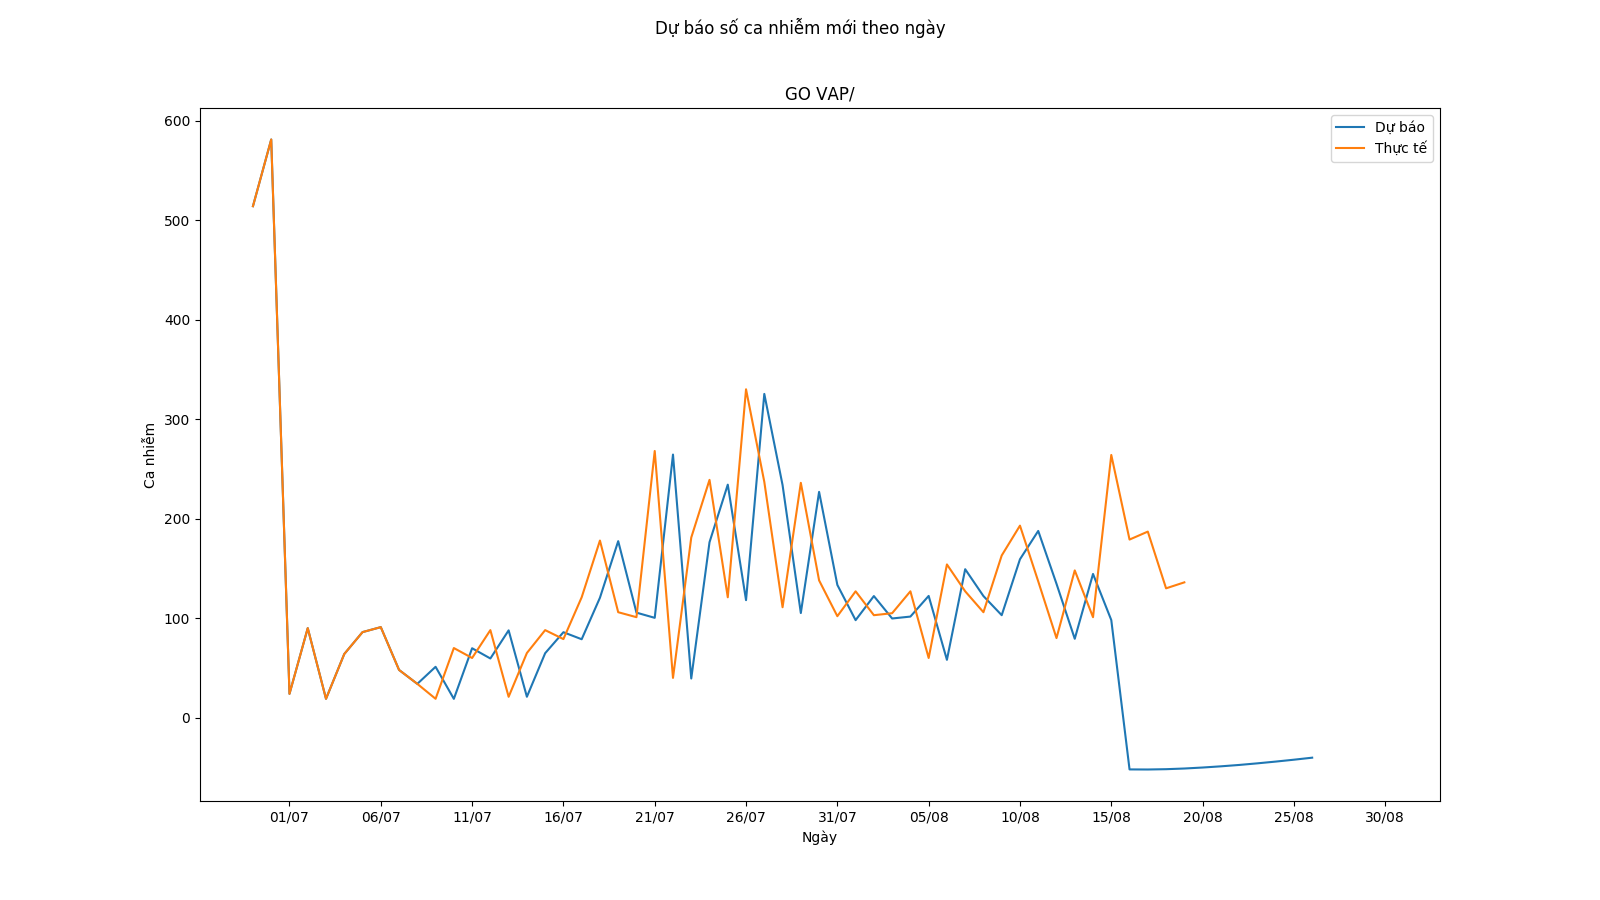 Dự báo số ca nhiễm mới theo ngày
GO VAP/
Dự báo
Thực tế
600
500
400
300
200
100
0
Ca nhiễm
01/07 06/07 11/07 16/07 21/07 26/07 31/07 05/08 10/08 15/08 20/08 25/08 30/08
Ngày